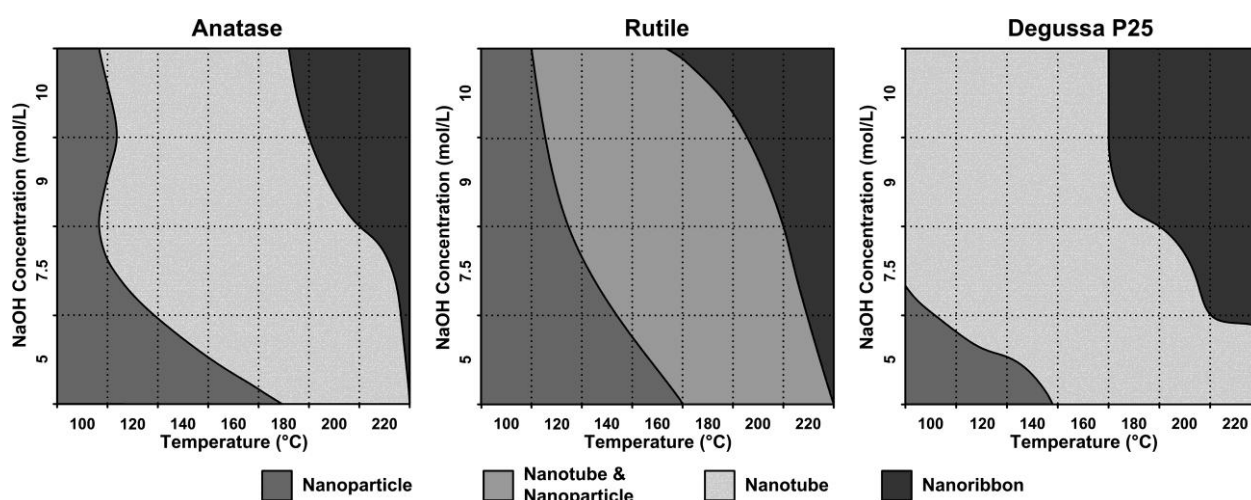 Anatase
NaOH Concentration (mol/L)
10
9
7.5
5
100 120 140 160 180 200 220
Temperature (°C)
Rutile
NaOH Concentration (mol/L)
10
9
7.5
5
100 120 140 160 180 200 220
Temperature (°C)
Degussa P25
NaOH Concentration (mol/L)
10
9
7.5
5
100 120 140 160 180 200 220
Temperature (°C)
Nanoparticle
Nanotube &
Nanoparticle
Nanotube
Nanoribbon